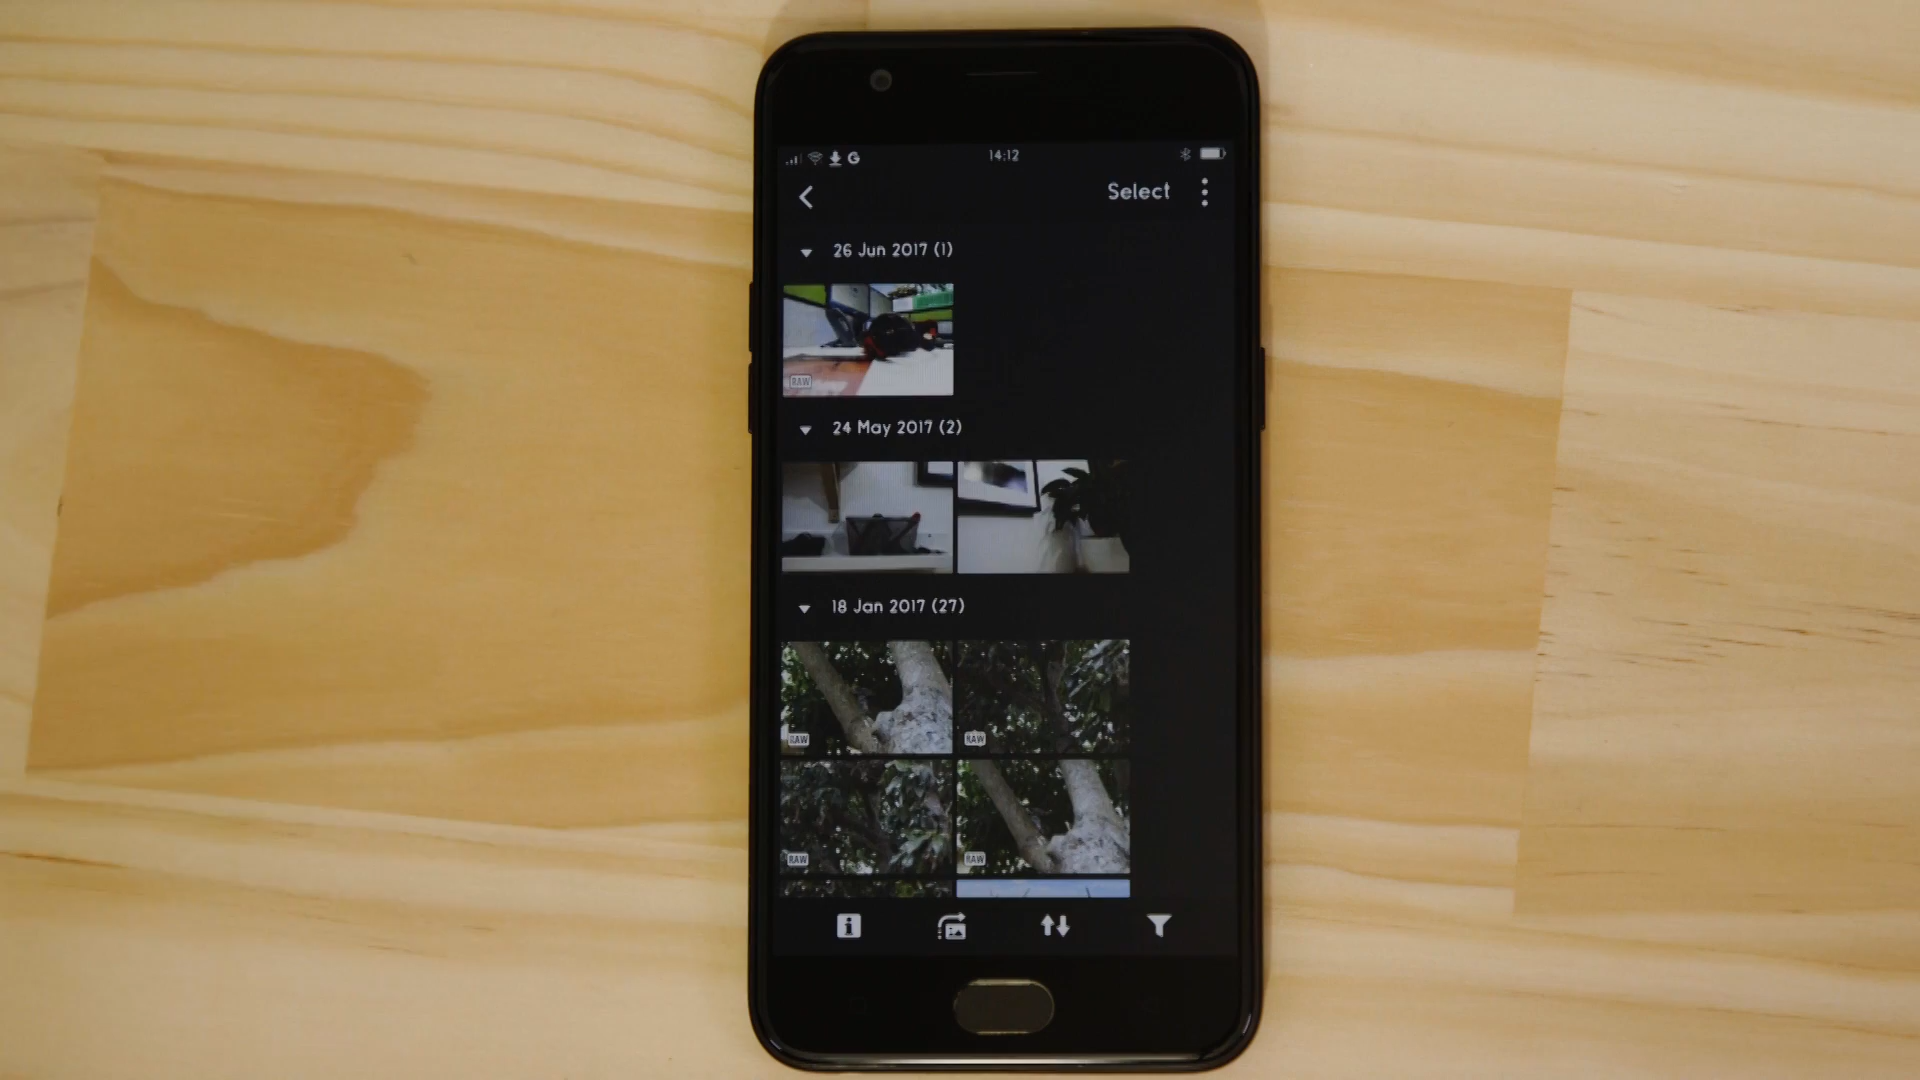 14:12
Select
26 Jun 2017 (1)
RAW
24 May 2017 (2)
18 Jan 2017 (27)
RAW
RAW
RAW
RAW